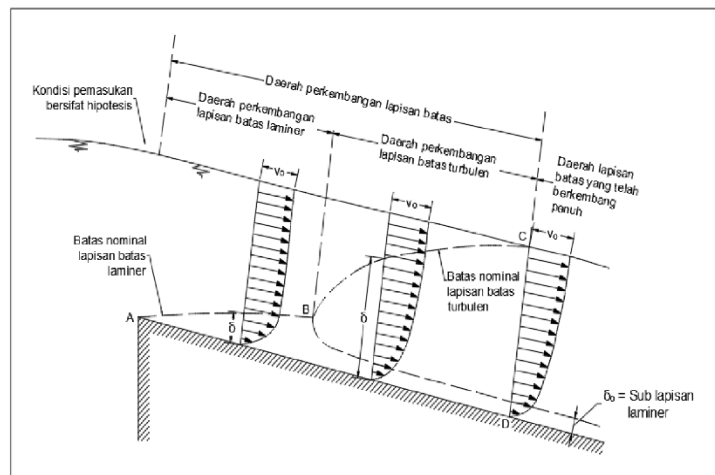 Kondisi pemasukan
bersifat hipotesis
Daerah perkembangan lapisan batas
Daerah perkembangan
lapisan batas laminer
Daerah perkembangan
lapisan batas turbulen
Daerah lapisan
batas yang telah
berkembang
penuh
v₀
v₀
C
v₀
Batas nominal
lapisan batas
laminer
Batas nominal
lapisan batas
turbulen
A
B
δ
δ
D
δ₀ = Sub lapisan
laminer